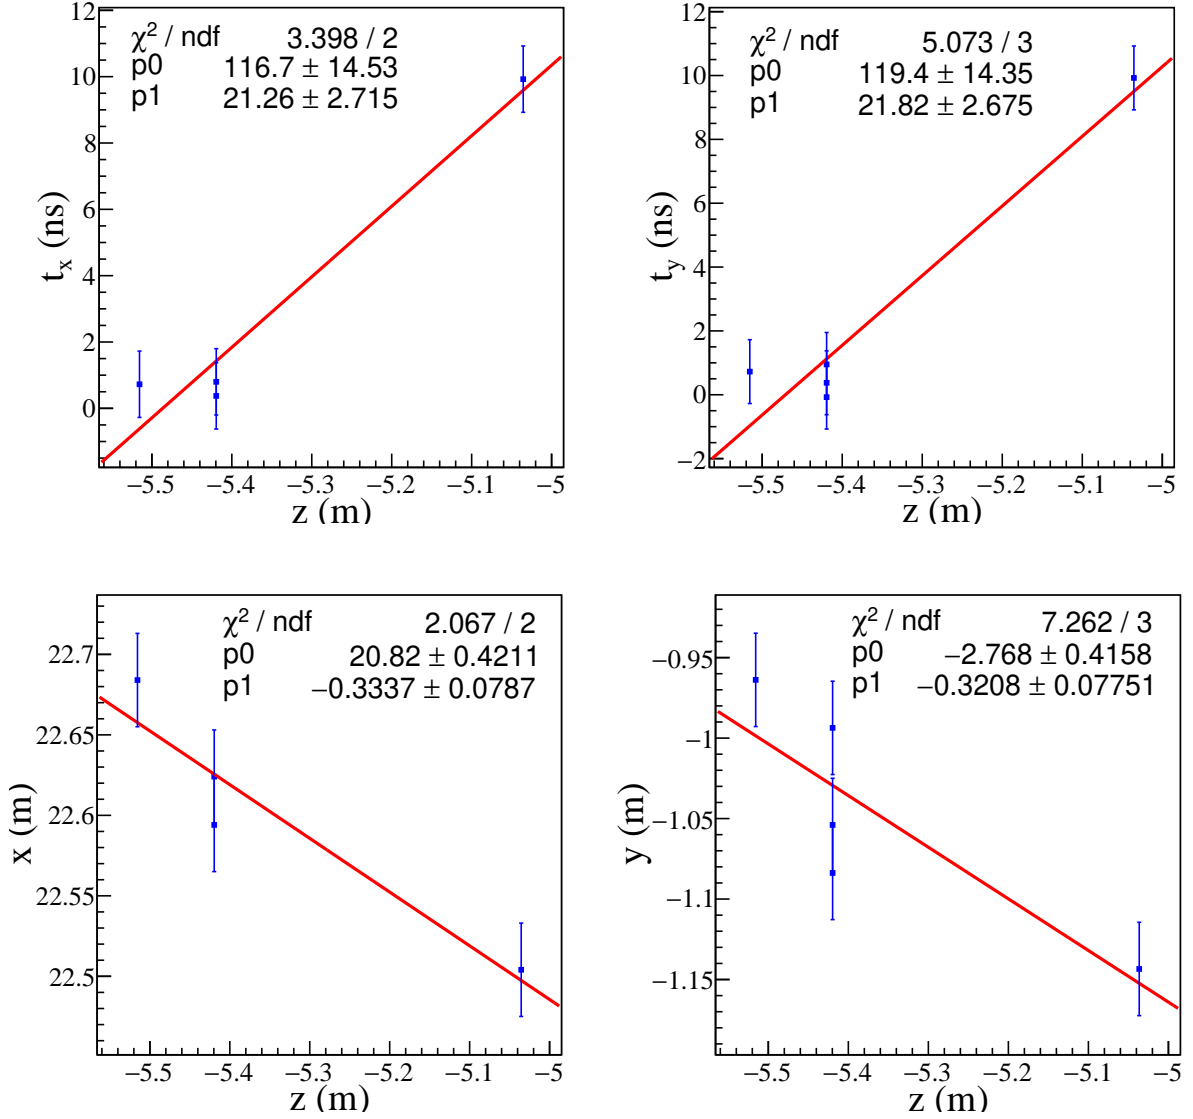 χ² / ndf 3.398 / 2
p0 116.7 ± 14.53
p1 21.26 ± 2.715
12
10
8
6
4
2
0
t_x (ns)
−5.5 −5.4 −5.3 −5.2 −5.1 −5
z (m)
χ² / ndf 5.073 / 3
p0 119.4 ± 14.35
p1 21.82 ± 2.675
12
10
8
6
4
2
0
−2
t_y (ns)
−5.5 −5.4 −5.3 −5.2 −5.1 −5
z (m)
χ² / ndf 2.067 / 2
p0 20.82 ± 0.4211
p1 −0.3337 ± 0.0787
22.7
22.65
22.6
22.55
22.5
x (m)
−5.5 −5.4 −5.3 −5.2 −5.1 −5
z (m)
χ² / ndf 7.262 / 3
p0 −2.768 ± 0.4158
p1 −0.3208 ± 0.07751
−0.95
−1
−1.05
−1.1
−1.15
y (m)
−5.5 −5.4 −5.3 −5.2 −5.1 −5
z (m)